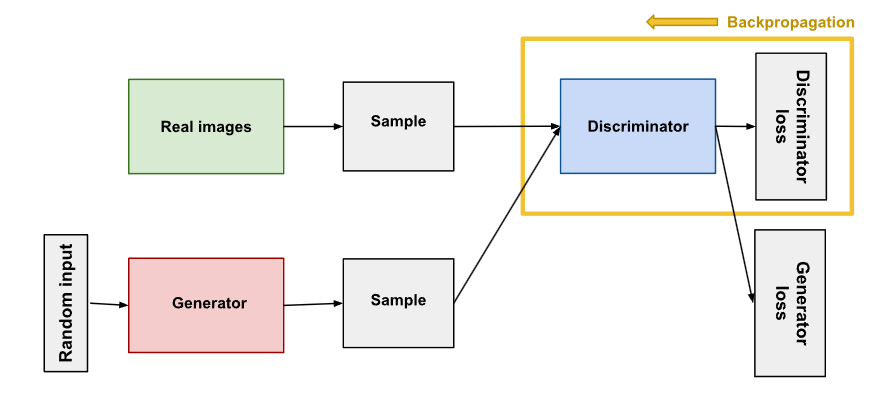 Backpropagation
Real images
Sample
Discriminator
Discriminator
loss
Random input
Generator
Sample
Generator
loss